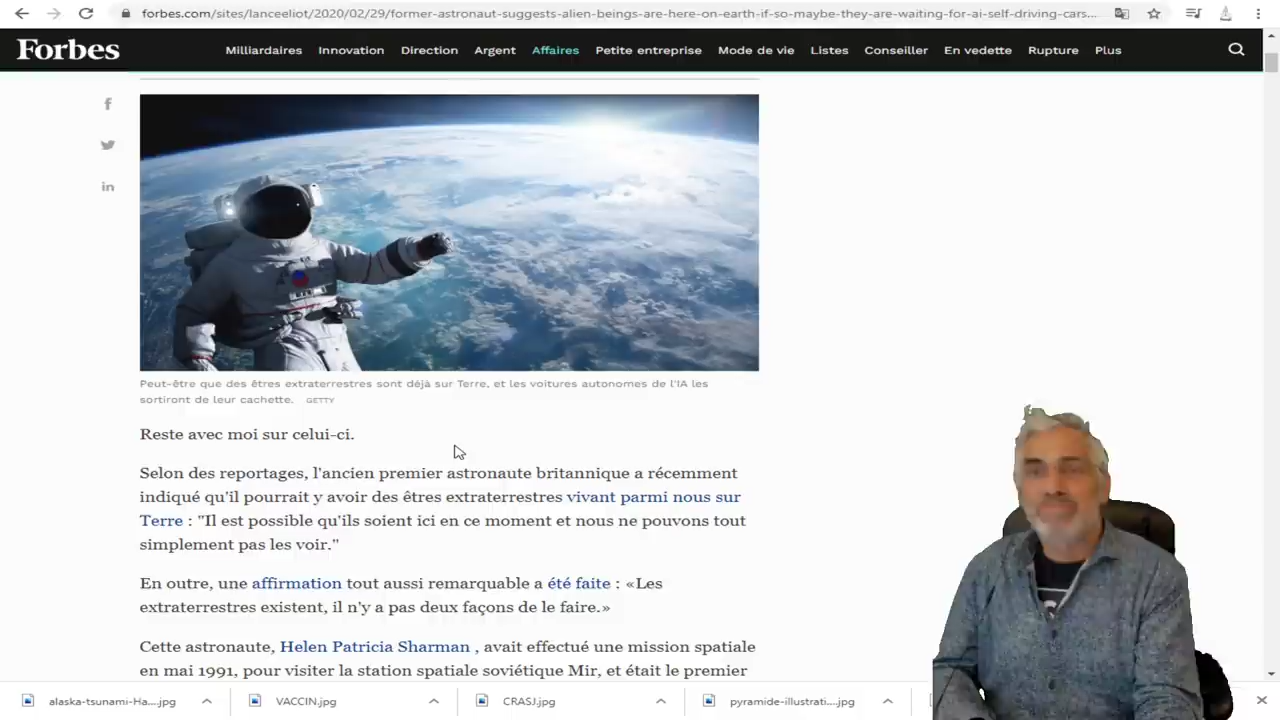 forbes.com/sites/lanceeliot/2020/02/29/former-astronaut-suggests-alien-beings-are-here-on-earth-if-so-maybe-they-are-waiting-for-ai-self-driving-cars...
Forbes
Milliardaires Innovation Direction Argent Affaires Petite entreprise Mode de vie Listes Conseiller En vedette Rupture Plus
Peut-être que des êtres extraterrestres sont déjà sur Terre, et les voitures autonomes de l'IA les
sortiront de leur cachette. GETTY
Reste avec moi sur celui-ci.
Selon des reportages, l'ancien premier astronaute britannique a récemment
indiqué qu'il pourrait y avoir des êtres extraterrestres vivant parmi nous sur
Terre : "Il est possible qu'ils soient ici en ce moment et nous ne pouvons tout
simplement pas les voir."
En outre, une affirmation tout aussi remarquable a été faite : «Les
extraterrestres existent, il n'y a pas deux façons de le faire.»
Cette astronaute, Helen Patricia Sharman , avait effectué une mission spatiale
en mai 1991, pour visiter la station spatiale soviétique Mir, et était le premier
alaska-tsunami-Ha....jpg VACCIN.jpg CRASJ.jpg pyramide-illustrati....jpg